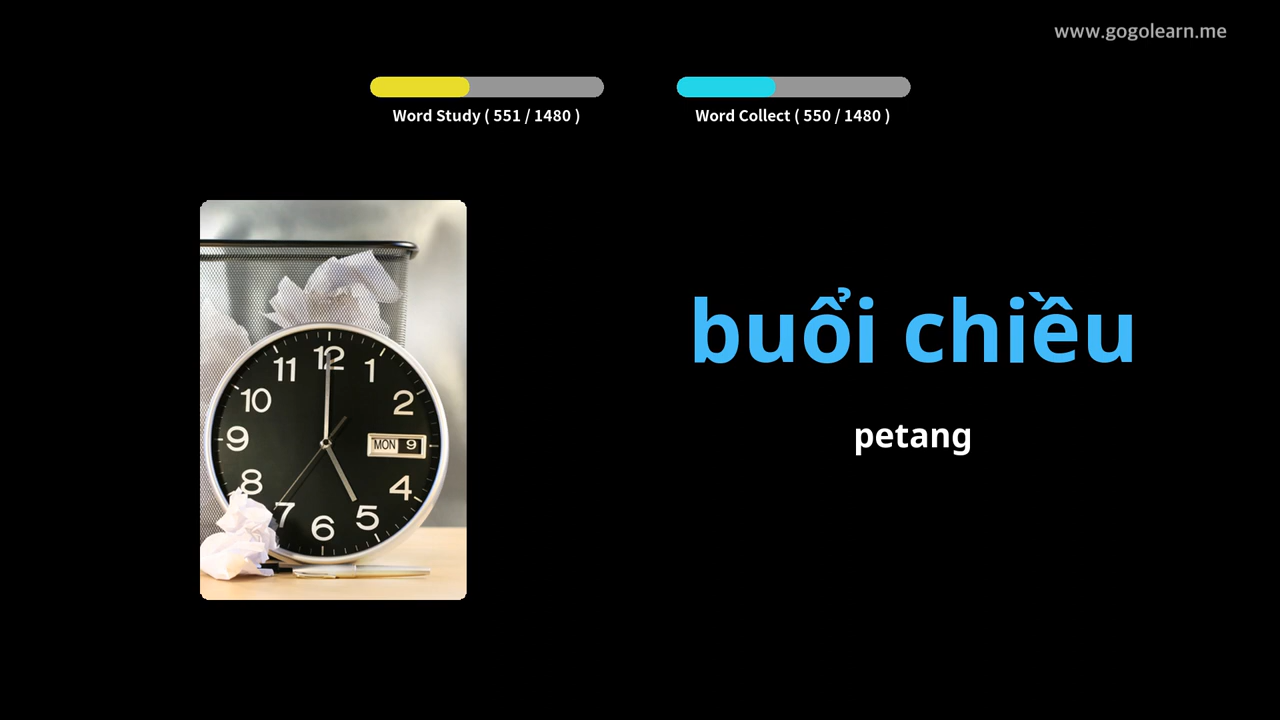 www.gogolearn.me
Word Study ( 551 / 1480 )
Word Collect ( 550 / 1480 )
buổi chiều
petang
12
11
1
10
2
9
MON 9
8
4
7
5
6